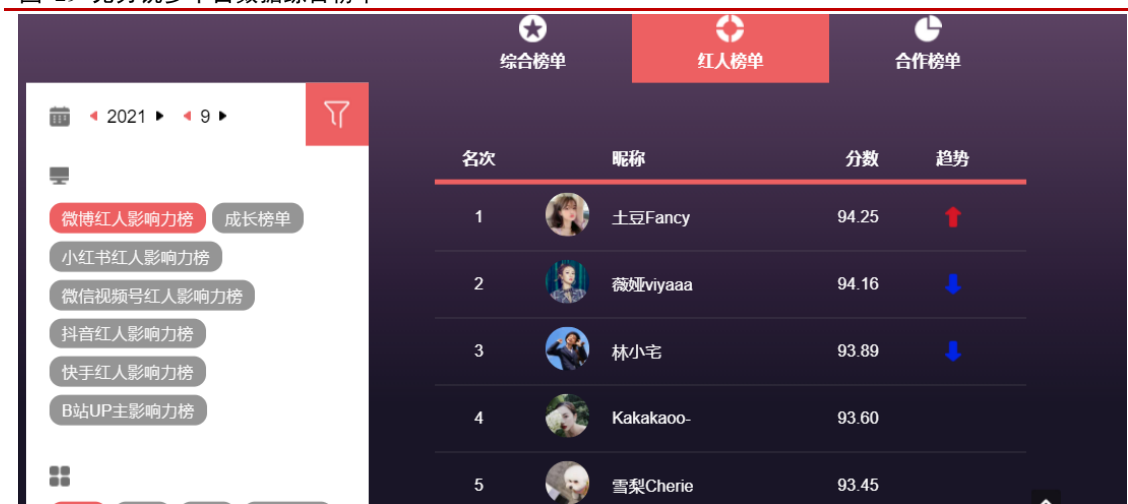 综合榜单 红人榜单 合作榜单
2021 9
名次 昵称 分数 趋势
微博红人影响力榜 成长榜单
小红书红人影响力榜
微信视频号红人影响力榜
抖音红人影响力榜
快手红人影响力榜
B站UP主影响力榜
1 土豆Fancy 94.25
2 薇娅viyaaa 94.16
3 林小宅 93.89
4 Kakakaoo- 93.60
5 雪梨Cherie 93.45